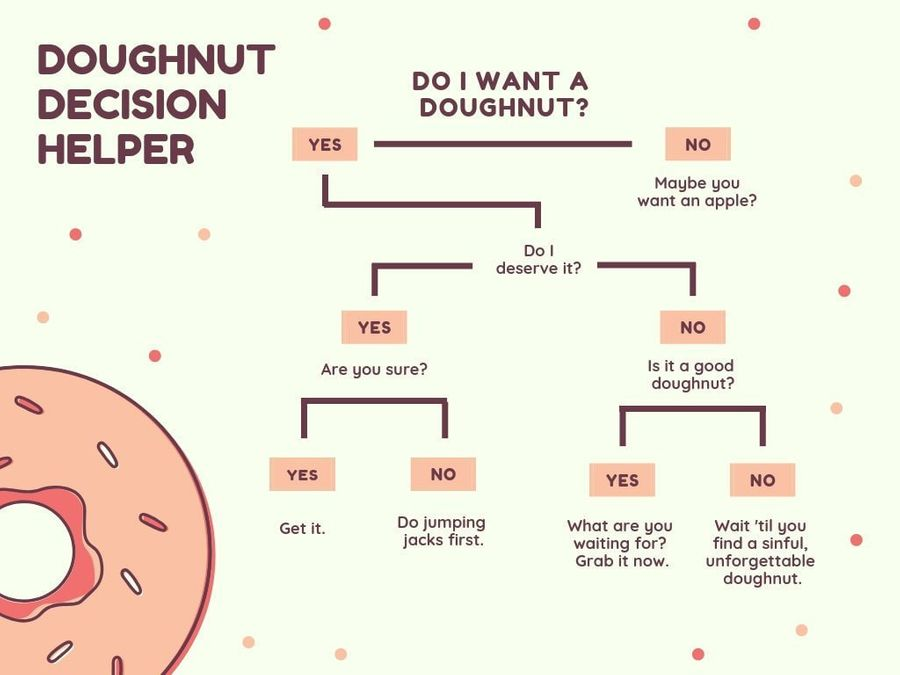 DOUGHNUT
DECISION
HELPER
DO I WANT A
DOUGHNUT?
YES
NO
Maybe you
want an apple?
Do I
deserve it?
YES
NO
Are you sure?
Is it a good
doughnut?
YES
NO
YES
NO
Get it.
Do jumping
jacks first.
What are you
waiting for?
Grab it now.
Wait 'til you
find a sinful,
unforgettable
doughnut.